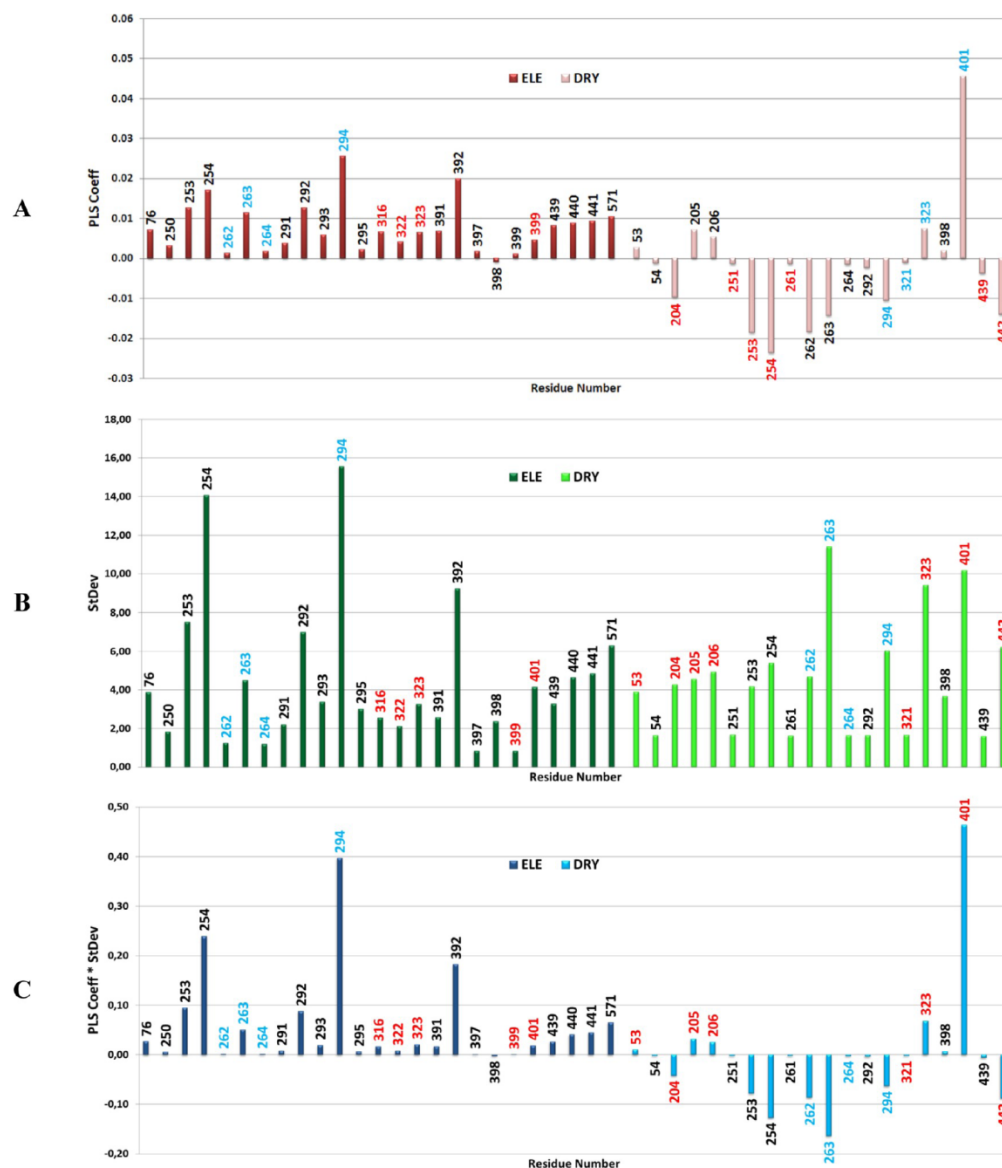 A
PLS Coeff
0.06
0.05
0.04
0.03
0.02
0.01
0.00
-0.01
-0.02
-0.03
ELE DRY
76 250 253 254 262 263 264 291 292 293 294 295 316 322 323 391 392 397 398 399 399 439 440 441 571 53 54 204 205 206 251 253 254 261 262 263 264 292 294 321 323 398 401 439
Residue Number
B
StDev
18,00
16,00
14,00
12,00
10,00
8,00
6,00
4,00
2,00
0,00
ELE DRY
76 250 253 254 262 263 264 291 292 293 294 295 316 322 323 391 392 397 398 399 401 439 440 441 571 53 54 204 205 206 251 253 254 261 262 263 264 292 294 321 323 398 401 439
Residue Number
C
PLS Coeff * StDev
0,50
0,40
0,30
0,20
0,10
0,00
-0,10
-0,20
ELE DRY
76 250 253 254 262 263 264 291 292 293 294 295 316 322 323 391 392 397 398 399 401 439 440 441 571 53 54 204 205 206 251 253 254 261 262 263 264 292 294 321 323 398 401 439
Residue Number